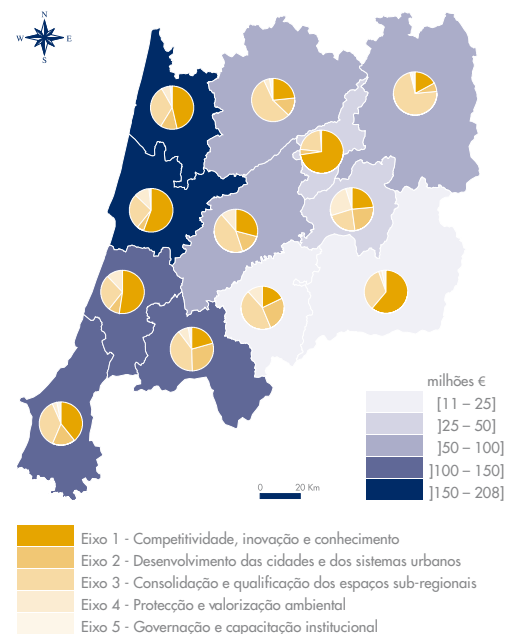 N
W E
S
milhões €
]11 – 25]
]25 – 50]
]50 – 100]
]100 – 150]
]150 – 208]
0 20 Km
Eixo 1 - Competitividade, inovação e conhecimento
Eixo 2 - Desenvolvimento das cidades e dos sistemas urbanos
Eixo 3 - Consolidação e qualificação dos espaços sub-regionais
Eixo 4 - Protecção e valorização ambiental
Eixo 5 - Governação e capacitação institucional